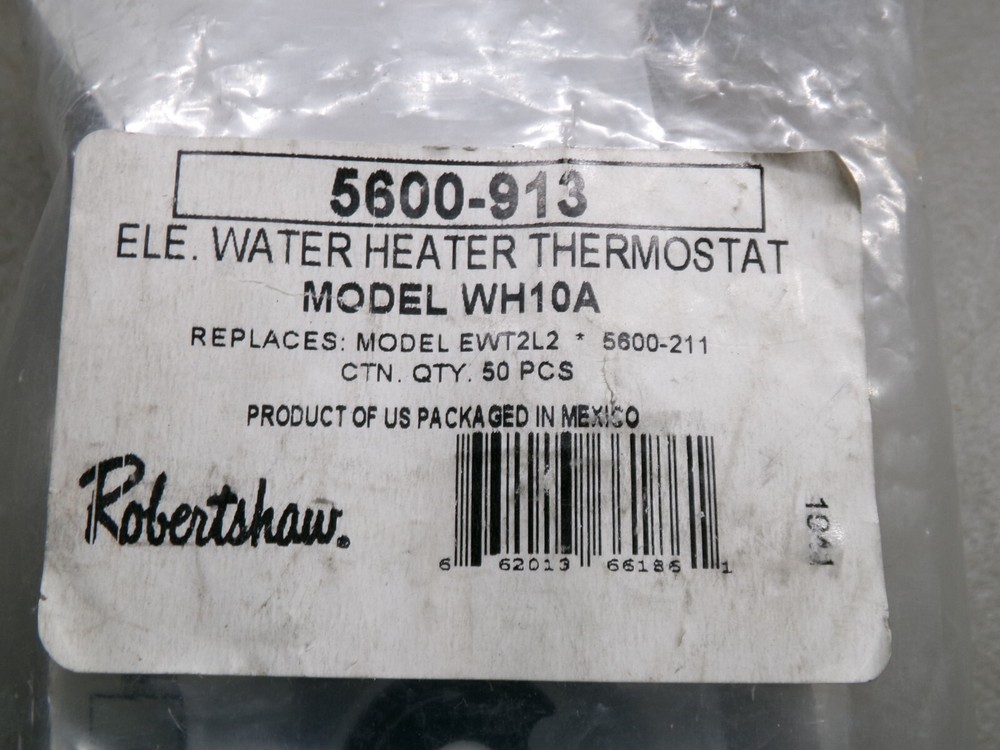 5600-913
ELE. WATER HEATER THERMOSTAT
MODEL WH10A
REPLACES: MODEL EWT2L2 * 5600-211
CTN. QTY. 50 PCS
PRODUCT OF US PACKAGED IN MEXICO
Robertshaw.
6 62013 66186 1